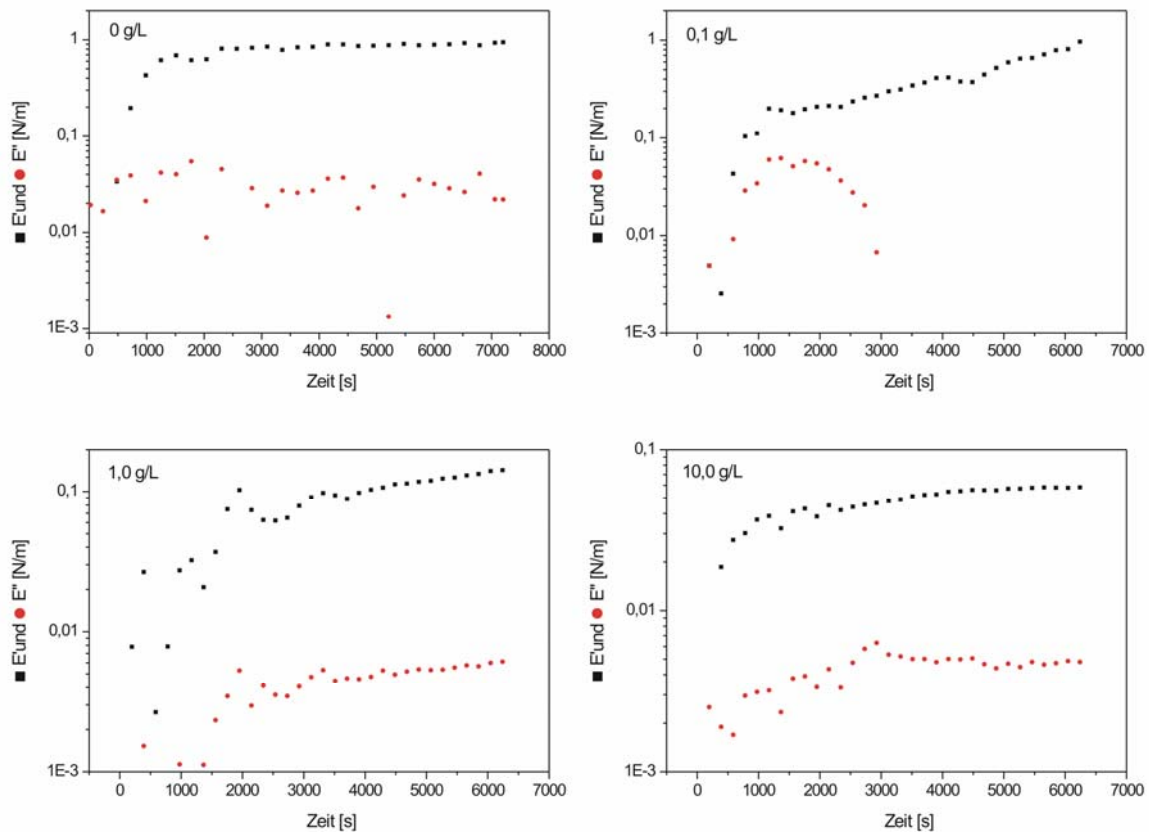 0 g/L
1
0,1
0,01
1E-3
■ E'und ● E'' [N/m]
0 1000 2000 3000 4000 5000 6000 7000 8000
Zeit [s]
0,1 g/L
1
0,1
0,01
1E-3
■ E'und ● E'' [N/m]
0 1000 2000 3000 4000 5000 6000 7000
Zeit [s]
1,0 g/L
0,1
0,01
1E-3
■ E'und ● E'' [N/m]
0 1000 2000 3000 4000 5000 6000 7000
Zeit [s]
10,0 g/L
0,1
0,01
1E-3
■ E'und ● E'' [N/m]
0 1000 2000 3000 4000 5000 6000 7000
Zeit [s]